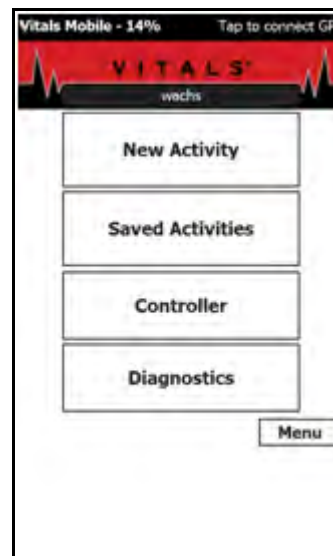 Vitals Mobile - 14% Tap to connect GP
VITALS
wachs
New Activity
Saved Activities
Controller
Diagnostics
Menu